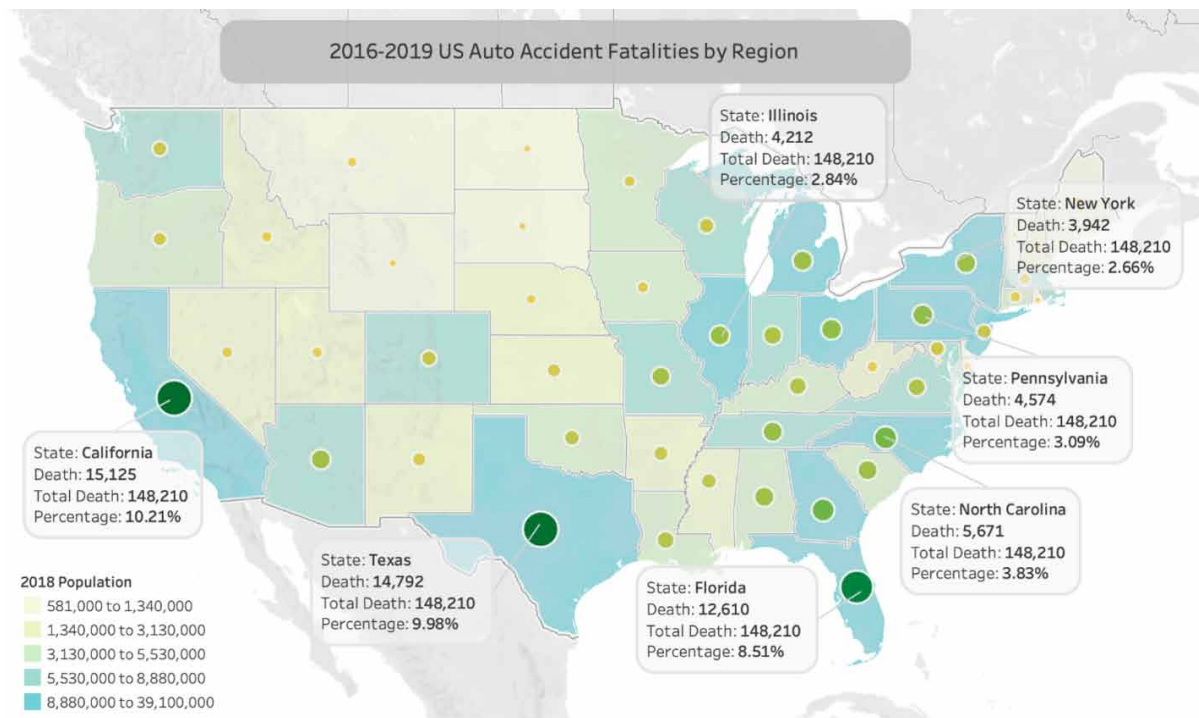 2016-2019 US Auto Accident Fatalities by Region
State: Illinois
Death: 4,212
Total Death: 148,210
Percentage: 2.84%
State: New York
Death: 3,942
Total Death: 148,210
Percentage: 2.66%
State: Pennsylvania
Death: 4,574
Total Death: 148,210
Percentage: 3.09%
State: California
Death: 15,125
Total Death: 148,210
Percentage: 10.21%
State: North Carolina
Death: 5,671
Total Death: 148,210
Percentage: 3.83%
State: Texas
Death: 14,792
Total Death: 148,210
Percentage: 9.98%
State: Florida
Death: 12,610
Total Death: 148,210
Percentage: 8.51%
2018 Population
581,000 to 1,340,000
1,340,000 to 3,130,000
3,130,000 to 5,530,000
5,530,000 to 8,880,000
8,880,000 to 39,100,000